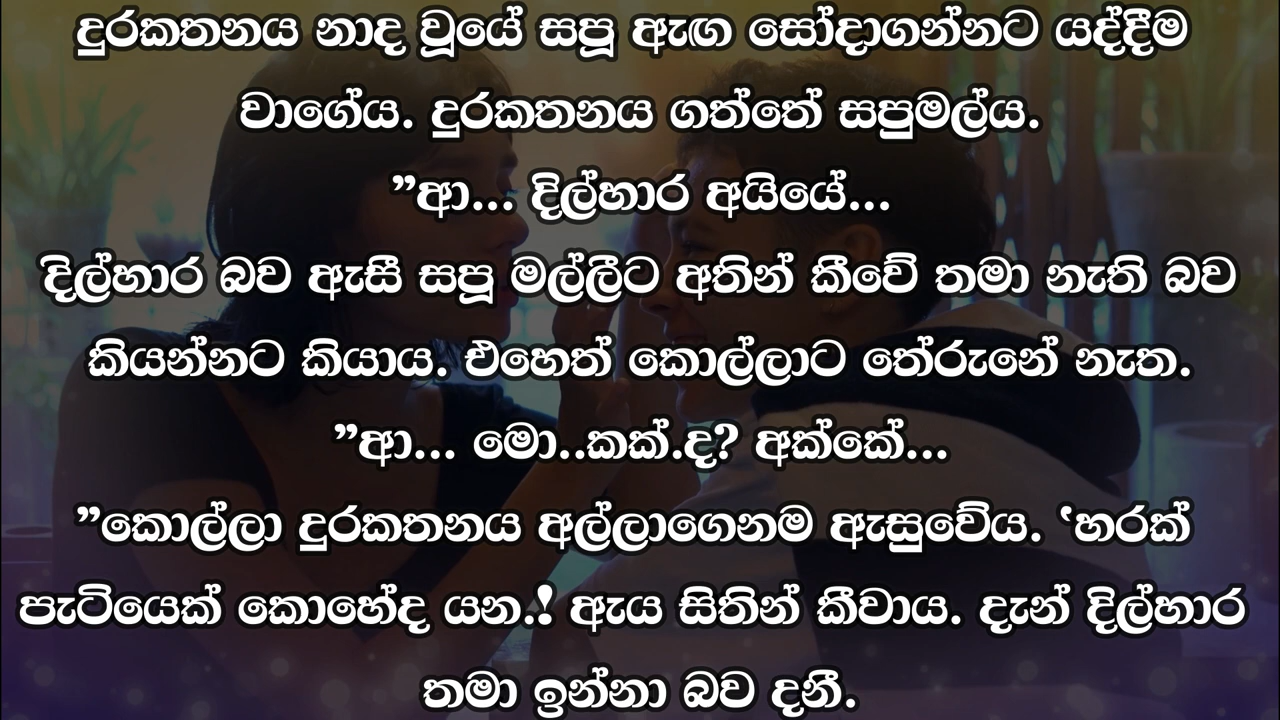 දුරකතනය නාද වූයේ සපූ ඇඟ සෝදාගන්නට යද්දීම
වාගේය. දුරකතනය ගත්තේ සපුමල්ය.
”ආ... දිල්හාර අයියේ...
දිල්හාර බව ඇසී සපූ මල්ලීට අතින් කීවේ තමා නැති බව
කියන්නට කියාය. එහෙත් කොල්ලාට තේරුනේ නැත.
”ආ... මො..කක්.ද? අක්කේ...
”කොල්ලා දුරකතනය අල්ලාගෙනම ඇසුවේය. ‛හරක්
පැටියෙක් කොහේද යන.! ඇය සිතින් කීවාය. දැන් දිල්හාර
තමා ඉන්නා බව දනී.